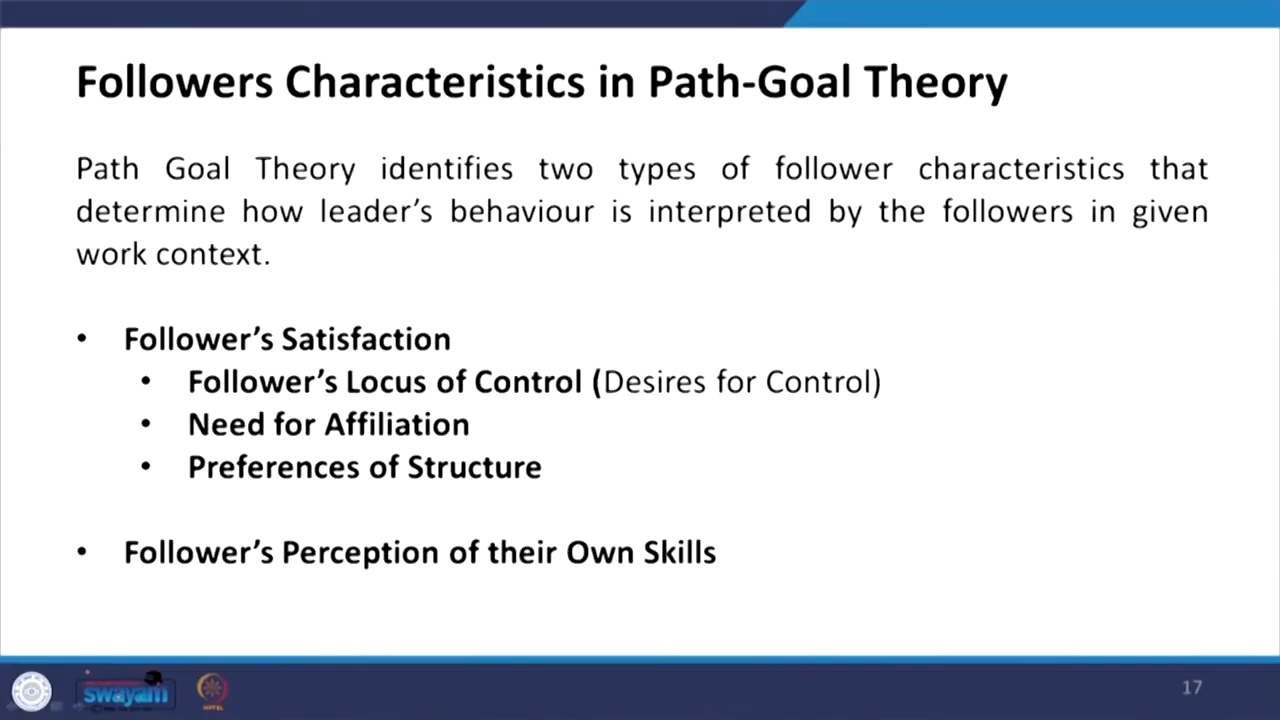 Followers Characteristics in Path-Goal Theory
Path Goal Theory identifies two types of follower characteristics that
determine how leader’s behaviour is interpreted by the followers in given
work context.
• Follower’s Satisfaction
• Follower’s Locus of Control (Desires for Control)
• Need for Affiliation
• Preferences of Structure
• Follower’s Perception of their Own Skills
swayam
17